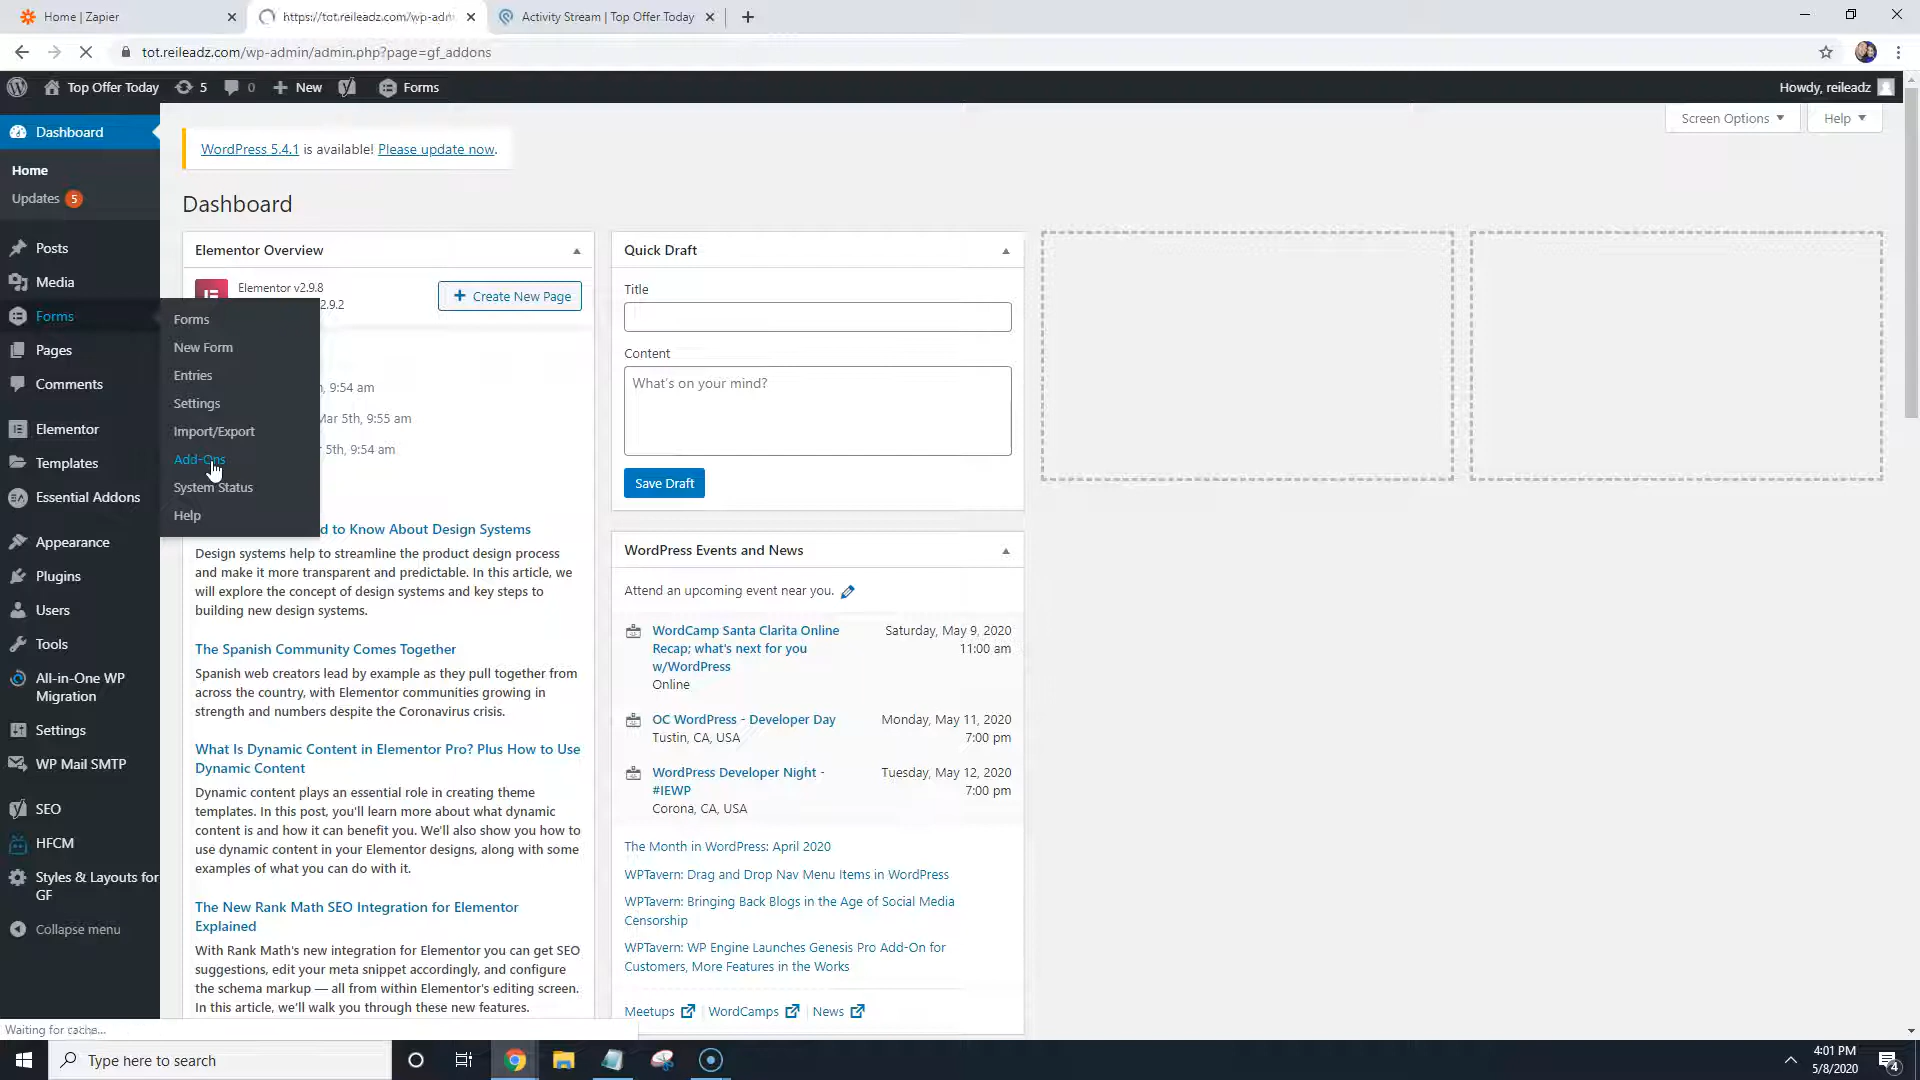 Home | Zapier
https://tot.reileadz.com/wp-adm
Activity Stream | Top Offer Today
tot.reileadz.com/wp-admin/admin.php?page=gf_addons
Top Offer Today
5
0
New
Forms
Howdy, reileadz
Dashboard
Home
Updates 5
Posts
Media
Forms
Pages
Comments
Elementor
Templates
Essential Addons
Appearance
Plugins
Users
Tools
All-in-One WP
Migration
Settings
WP Mail SMTP
SEO
HFCM
Styles & Layouts for
GF
Collapse menu
Forms
New Form
Entries
Settings
Import/Export
Add-Ons
System Status
Help
Screen Options
Help
WordPress 5.4.1 is available! Please update now.
Dashboard
Elementor Overview
Elementor v2.9.8
2.9.2
Create New Page
, 9:54 am
Mar 5th, 9:55 am
5th, 9:54 am
d to Know About Design Systems
Design systems help to streamline the product design process
and make it more transparent and predictable. In this article, we
will explore the concept of design systems and key steps to
building new design systems.
The Spanish Community Comes Together
Spanish web creators lead by example as they pull together from
across the country, with Elementor communities growing in
strength and numbers despite the Coronavirus crisis.
What Is Dynamic Content in Elementor Pro? Plus How to Use
Dynamic Content
Dynamic content plays an essential role in creating theme
templates. In this post, you'll learn more about what dynamic
content is and how it can benefit you. We'll also show you how to
use dynamic content in your Elementor designs, along with some
examples of what you can do with it.
The New Rank Math SEO Integration for Elementor
Explained
With Rank Math's new integration for Elementor you can get SEO
suggestions, edit your meta snippet accordingly, and configure
the schema markup — all from within Elementor's editing screen.
In this article, we'll walk you through these new features.
Quick Draft
Title
Content
What's on your mind?
Save Draft
WordPress Events and News
Attend an upcoming event near you.
WordCamp Santa Clarita Online
Recap; what's next for you
w/WordPress
Online
Saturday, May 9, 2020
11:00 am
OC WordPress - Developer Day
Tustin, CA, USA
Monday, May 11, 2020
7:00 pm
WordPress Developer Night -
#IEWP
Corona, CA, USA
Tuesday, May 12, 2020
7:00 pm
The Month in WordPress: April 2020
WPTavern: Drag and Drop Nav Menu Items in WordPress
WPTavern: Bringing Back Blogs in the Age of Social Media
Censorship
WPTavern: WP Engine Launches Genesis Pro Add-On for
Customers, More Features in the Works
Meetups | WordCamps | News
Waiting for cache...
Type here to search
4:01 PM
5/8/2020
4